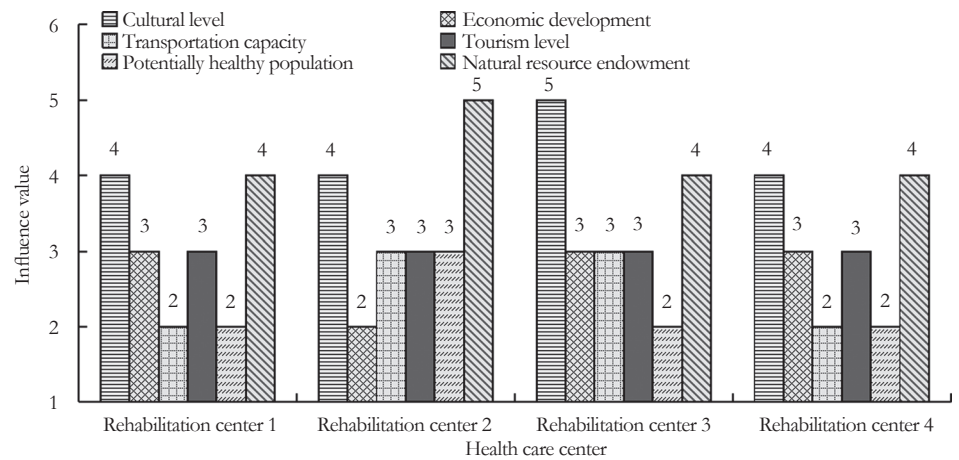 6
Cultural level
Economic development
Transportation capacity
Tourism level
Potentially healthy population
Natural resource endowment
5
4
3
2
1
Influence value
4
3
2
3
2
4
4
2
3
3
3
5
5
3
3
3
2
4
4
3
2
3
2
4
Rehabilitation center 1
Rehabilitation center 2
Rehabilitation center 3
Rehabilitation center 4
Health care center